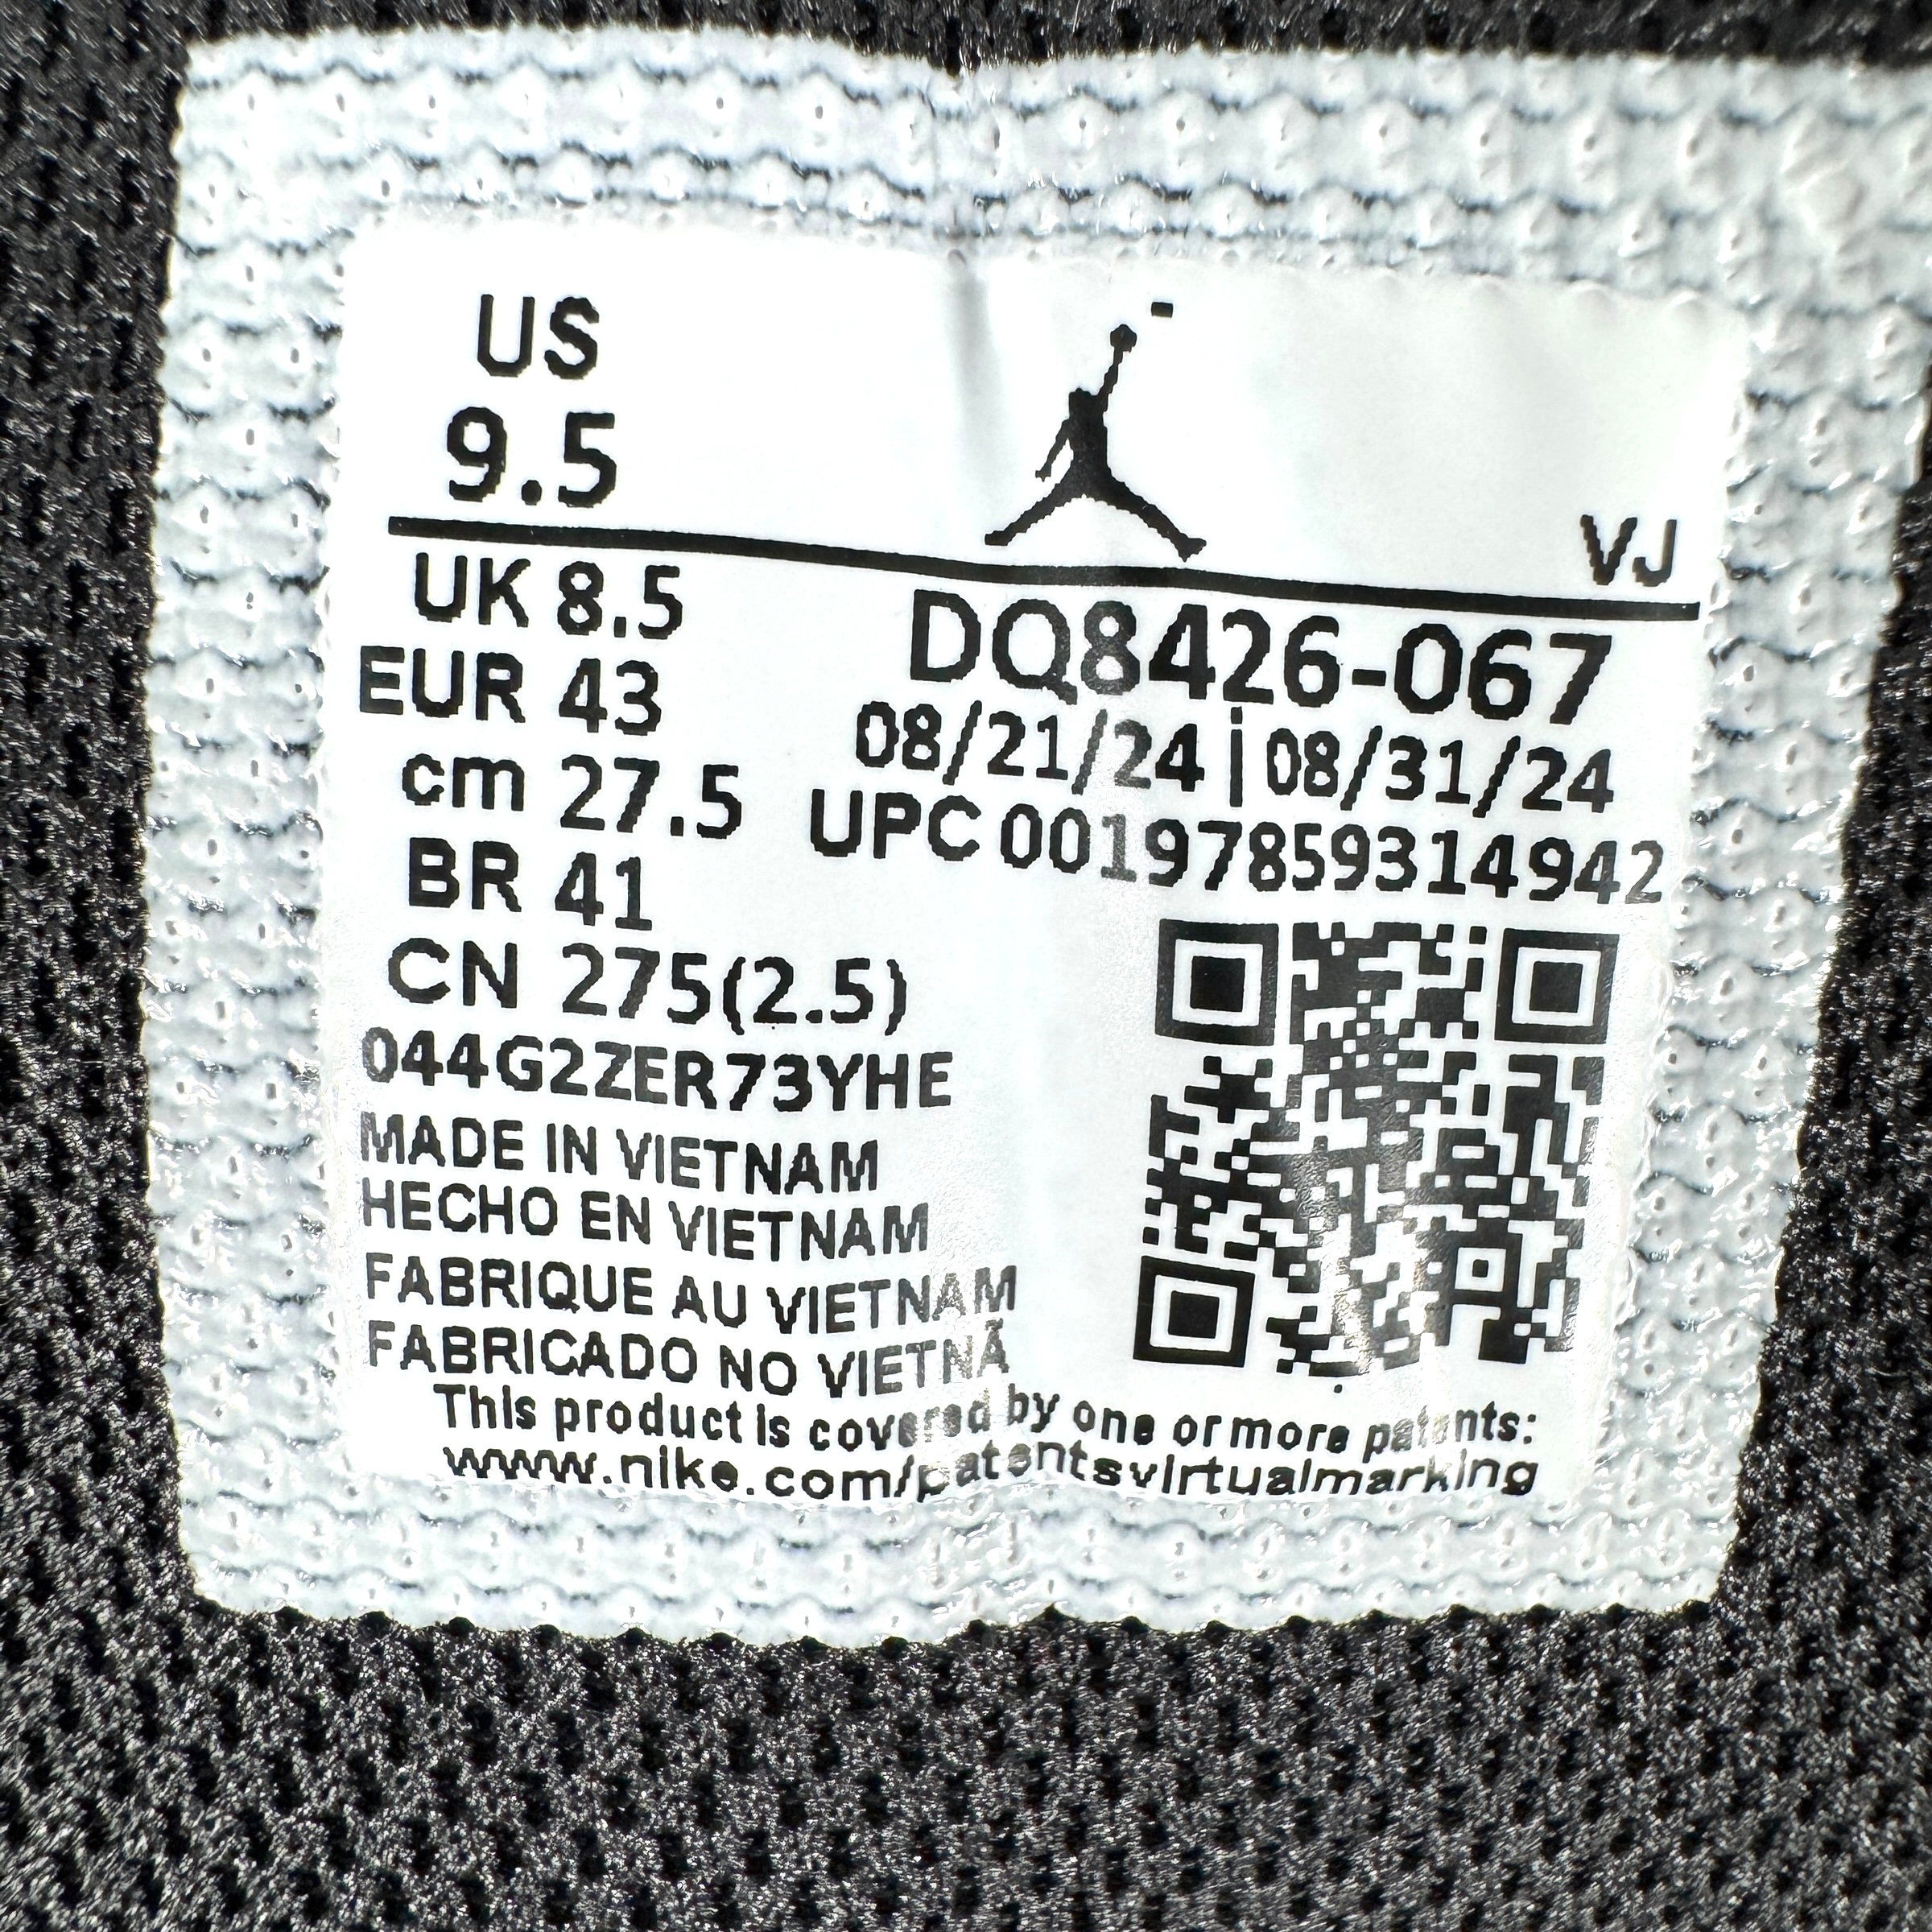 US
9.5
VJ
UK 8.5
EUR 43
cm 27.5
BR 41
CN 275(2.5)
DQ8426-067
08/21/24 | 08/31/24
UPC 00197859314942
044G2ZER73YHE
MADE IN VIETNAM
HECHO EN VIETNAM
FABRIQUE AU VIETNAM
FABRICADO NO VIETNÃ
This product is covered by one or more patents:
www.nike.com/patentsvirtualmarking